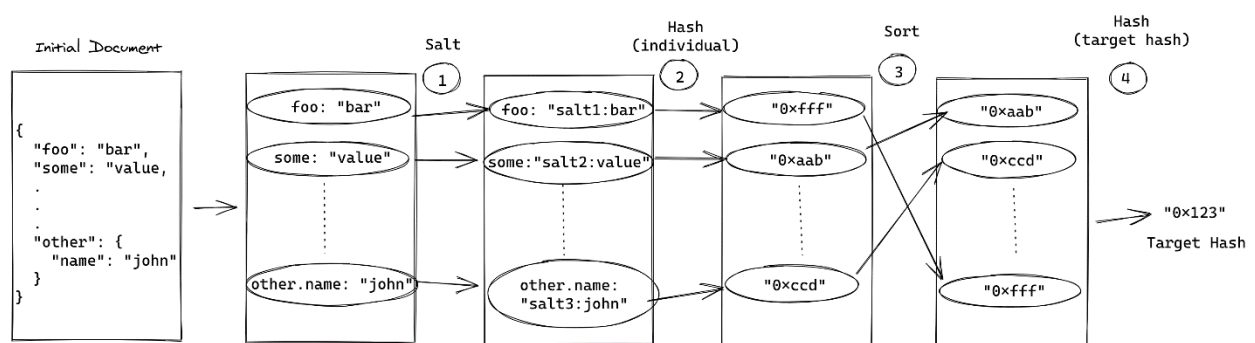 Initial Document
{
"foo": "bar",
"some": "value,
.
.
.
"other": {
"name": "john"
}
}
foo: "bar"
some: "value"
other.name: "john"
Salt
1
foo: "salt1:bar"
some:"salt2:value"
other.name:
"salt3:john"
Hash
(individual)
2
"0×fff"
"0×aab"
"0×ccd"
Sort
3
"0×aab"
"0×ccd"
"0×fff"
Hash
(target hash)
4
"0×123"
Target Hash